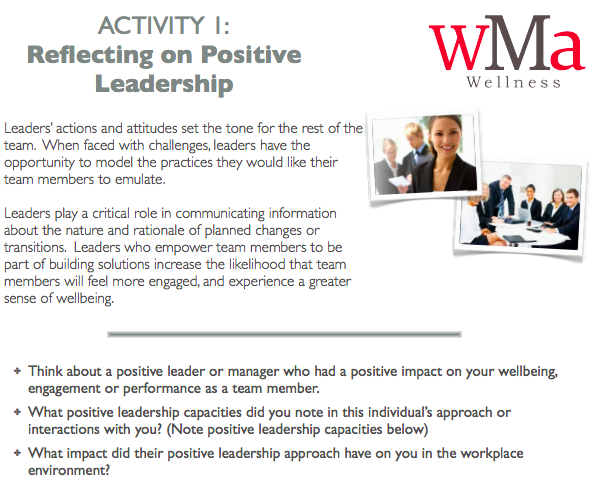 ACTIVITY 1:
Reflecting on Positive
Leadership
wMa
Wellness
Leaders' actions and attitudes set the tone for the rest of the
team. When faced with challenges, leaders have the
opportunity to model the practices they would like their
team members to emulate.
Leaders play a critical role in communicating information
about the nature and rationale of planned changes or
transitions. Leaders who empower team members to be
part of building solutions increase the likelihood that team
members will feel more engaged, and experience a greater
sense of wellbeing.
+ Think about a positive leader or manager who had a positive impact on your wellbeing,
engagement or performance as a team member.
+ What positive leadership capacities did you note in this individual's approach or
interactions with you? (Note positive leadership capacities below)
+ What impact did their positive leadership approach have on you in the workplace
environment?